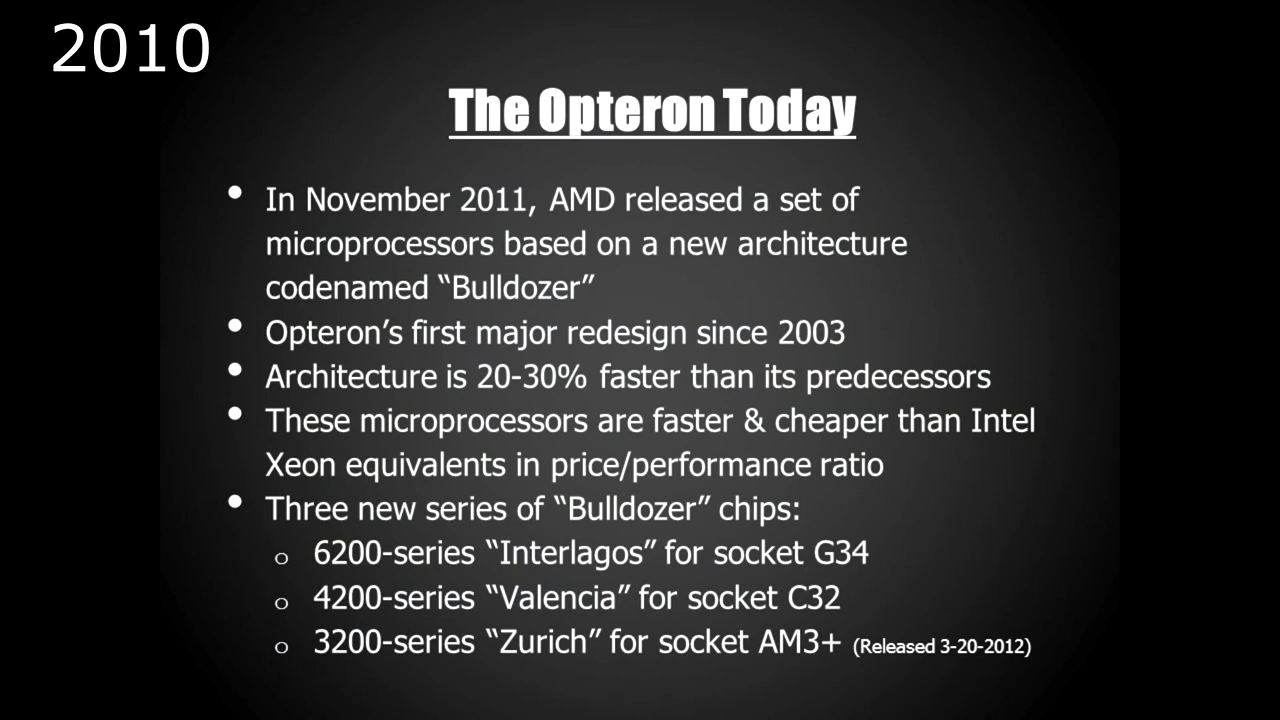 2010
The Opteron Today
• In November 2011, AMD released a set of
microprocessors based on a new architecture
codenamed “Bulldozer”
• Opteron’s first major redesign since 2003
• Architecture is 20-30% faster than its predecessors
• These microprocessors are faster & cheaper than Intel
Xeon equivalents in price/performance ratio
• Three new series of “Bulldozer” chips:
o 6200-series “Interlagos” for socket G34
o 4200-series “Valencia” for socket C32
o 3200-series “Zurich” for socket AM3+ (Released 3-20-2012)